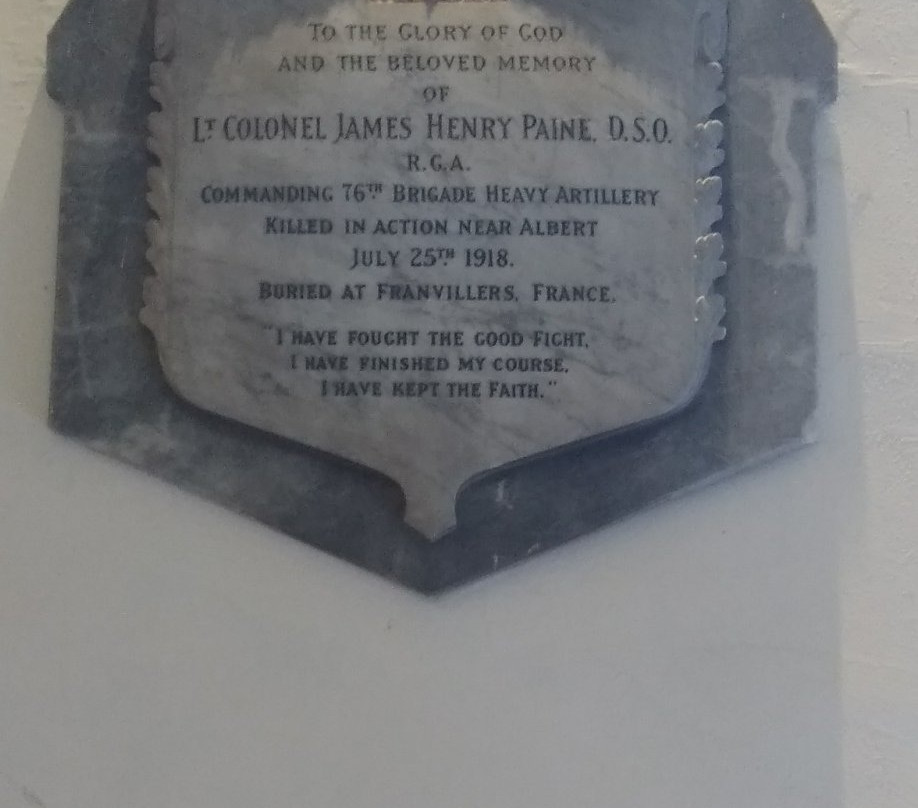 To the Glory of God
and the beloved memory
of
Lt Colonel James Henry Paine, D.S.O.
R.G.A.
Commanding 76th Brigade Heavy Artillery
Killed in action near Albert
July 25th 1918.
Buried at Franvillers, France.
"I have fought the good fight,
I have finished my course,
I have kept the Faith."